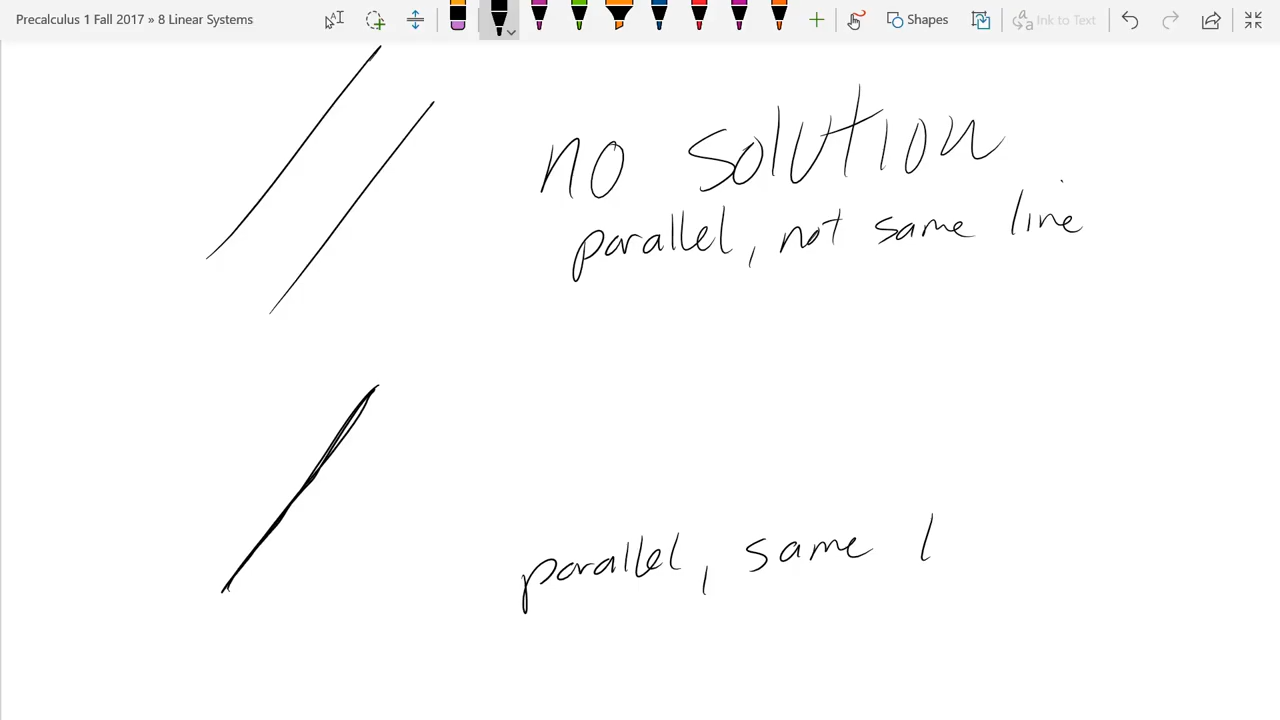 Precalculus 1 Fall 2017 » 8 Linear Systems
Shapes
Ink to Text
no solution
parallel, not same line
parallel, same l